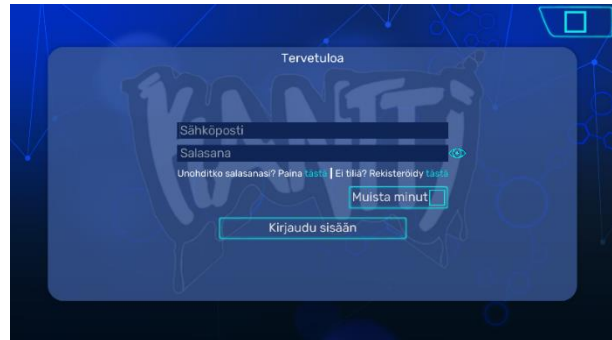 Tervetuloa
KANTTI
Sähköposti
Salasana
Unohditko salasanasi? Paina tästä | Ei tiliä? Rekisteröidy tästä
Muista minut
Kirjaudu sisään